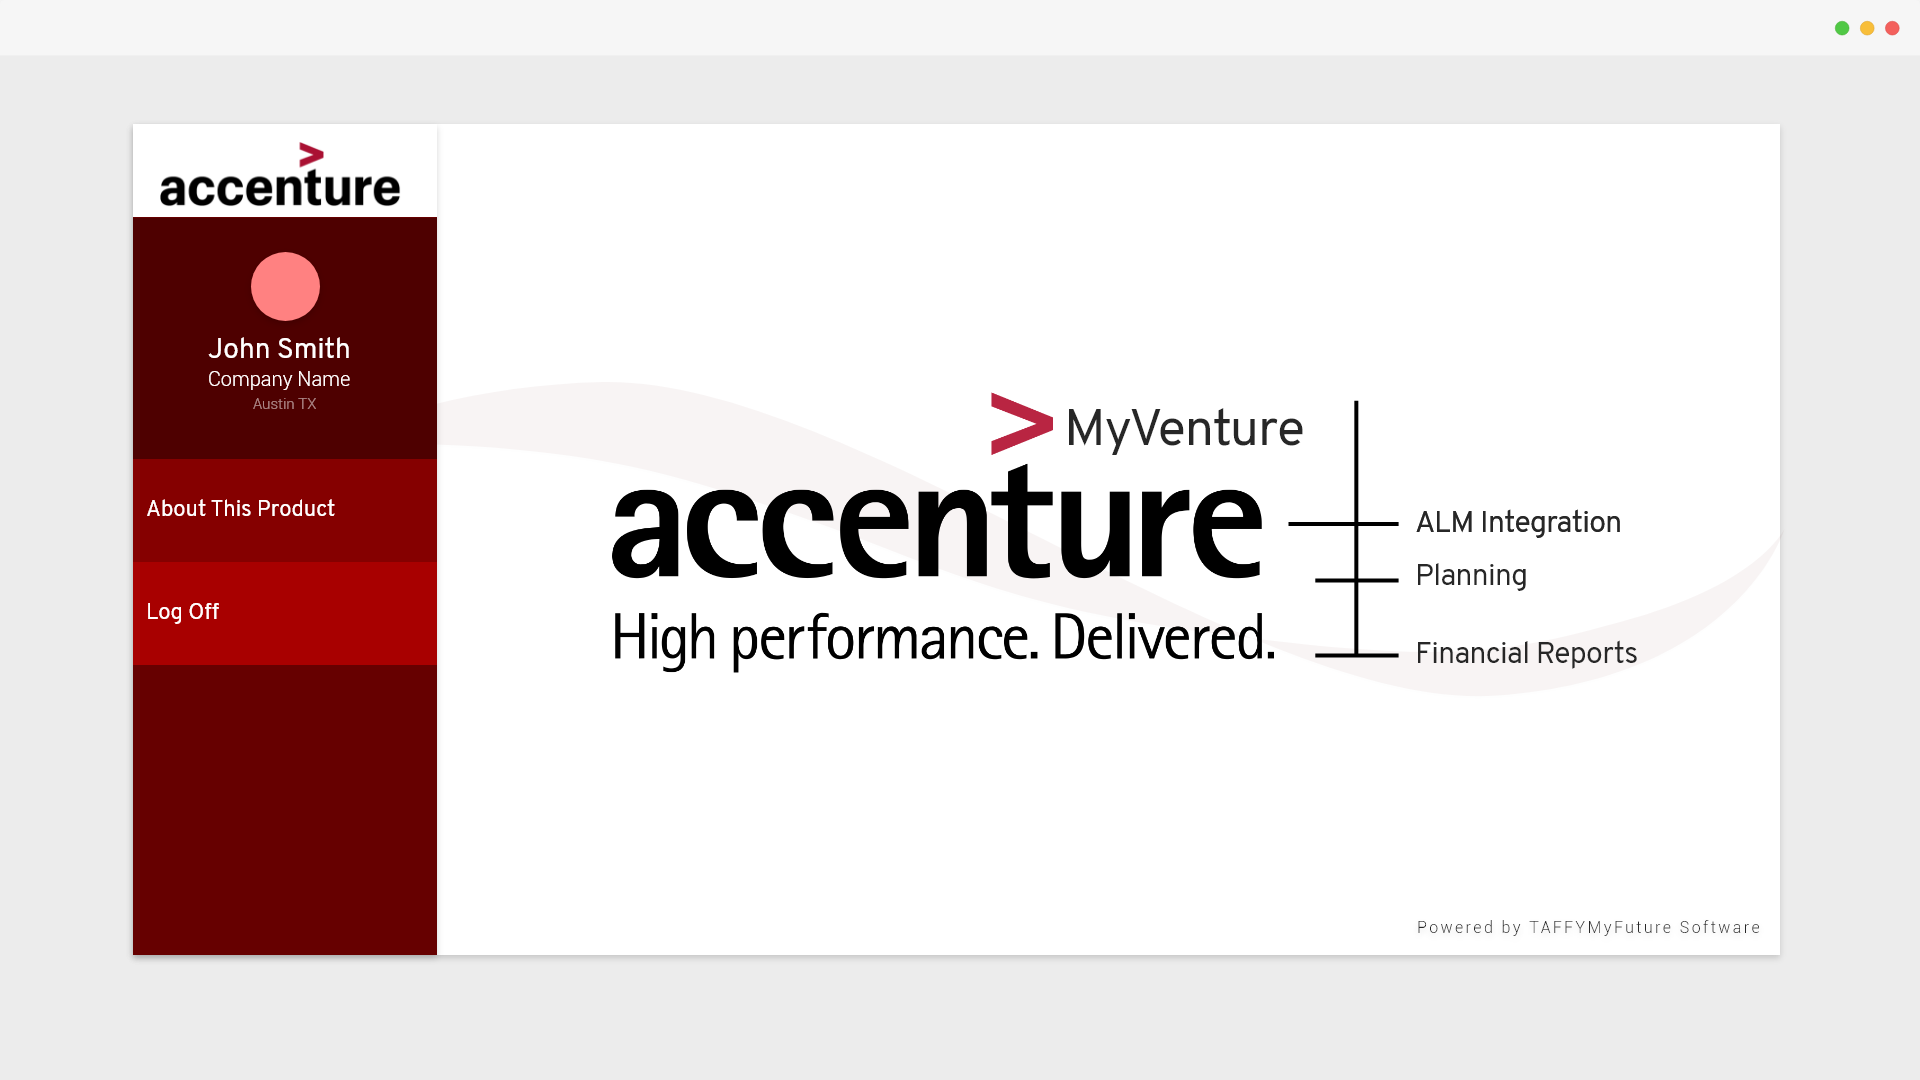 accenture
John Smith
Company Name
Austin TX
About This Product
Log Off
> MyVenture
accenture
High performance. Delivered.
ALM Integration
Planning
Financial Reports
Powered by TAFFYMyFuture Software